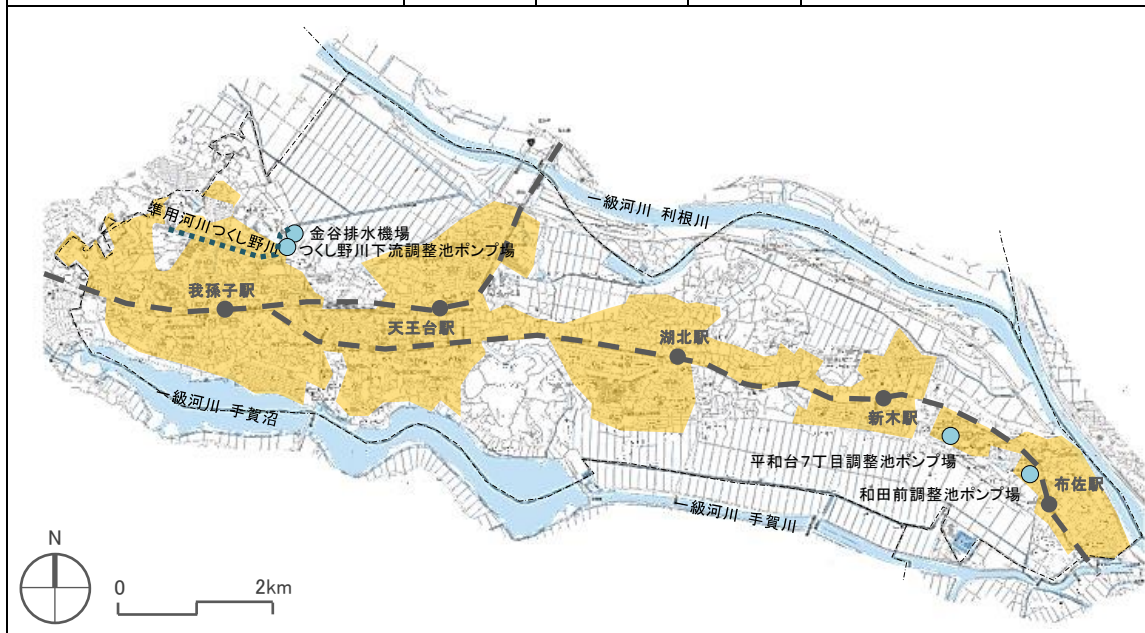 一級河川 利根川
準用河川つくし野川
金谷排水機場
つくし野川下流調整池ポンプ場
我孫子駅
天王台駅
湖北駅
一級河川 手賀沼
新木駅
平和台7丁目調整池ポンプ場
布佐駅
和田前調整池ポンプ場
一級河川 手賀川
N
0 2km